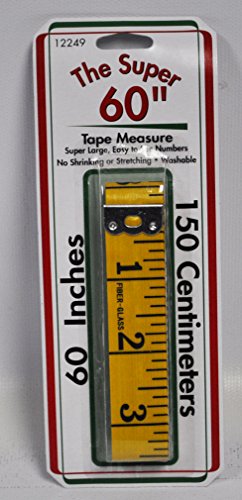 12249
The Super
60"
Tape Measure
Super Large, Easy to Numbers
No Shrinking or Stretching • Washable
60 Inches
150 Centimeters
1
FIBER-GLASS
2
3